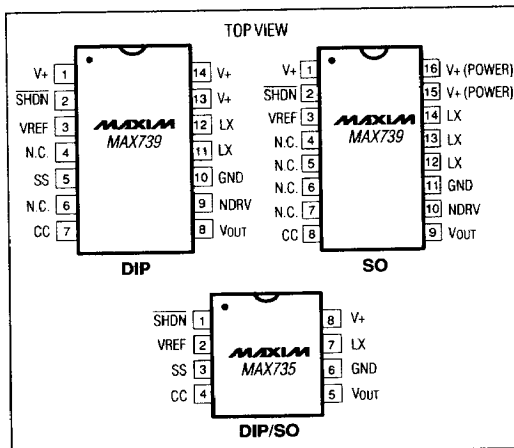 TOP VIEW
V+ 1 14 V+
SHDN 2 13 V+
VREF 3 12 LX
N.C. 4 11 LX
SS 5 10 GND
N.C. 6 9 NDRV
CC 7 8 VOUT
MAXIM
MAX739
DIP
V+ 1 16 V+ (POWER)
SHDN 2 15 V+ (POWER)
VREF 3 14 LX
N.C. 4 13 LX
N.C. 5 12 LX
N.C. 6 11 GND
N.C. 7 10 NDRV
CC 8 9 VOUT
MAXIM
MAX739
SO
SHDN 1 8 V+
VREF 2 7 LX
SS 3 6 GND
CC 4 5 VOUT
MAXIM
MAX735
DIP/SO